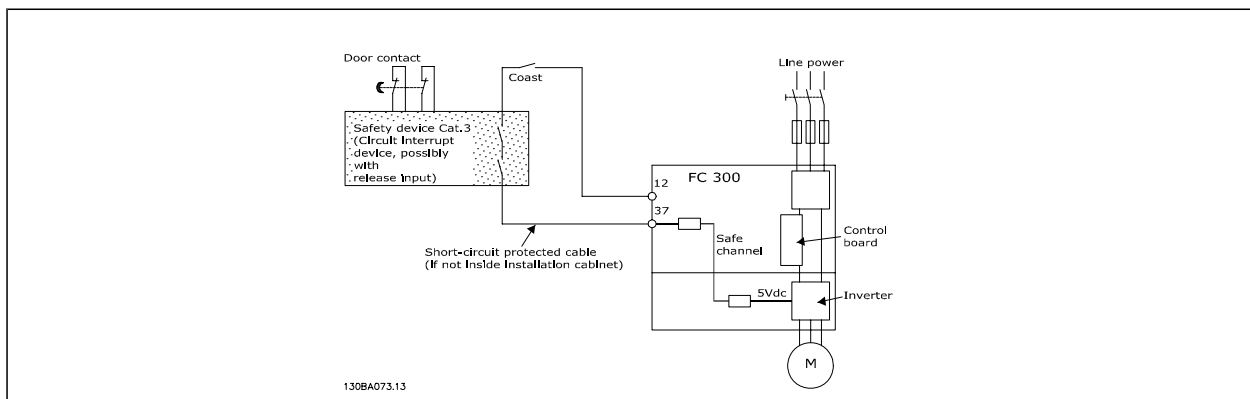 Door contact
Line power
Coast
Safety device Cat.3
(Circuit interrupt
device, possibly
with
release input)
12
FC 300
37
Safe
channel
Control
board
Short-circuit protected cable
(if not inside installation cabinet)
5Vdc
Inverter
M
130BA073.13